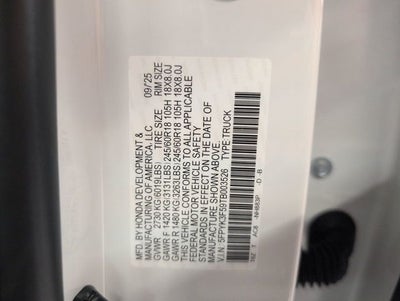 MFD BY HONDA DEVELOPMENT & 09/25
MANUFACTURING OF AMERICA, LLC
GVWR 2730 KG(6019LBS) TIRE SIZE RIM SIZE
GAWR F 1420 KG(3131LBS) 245/60R18 105H 18X8.0J
GAWR R 1480 KG(3263LBS) 245/60R18 105H 18X8.0J
THIS VEHICLE CONFORMS TO ALL APPLICABLE
FEDERAL MOTOR VEHICLE SAFETY
STANDARDS IN EFFECT ON THE DATE OF
MANUFACTURE SHOWN ABOVE.
V.I.N: 5FPYK3F59TB003526 TYPE:TRUCK
NH883P - D - B